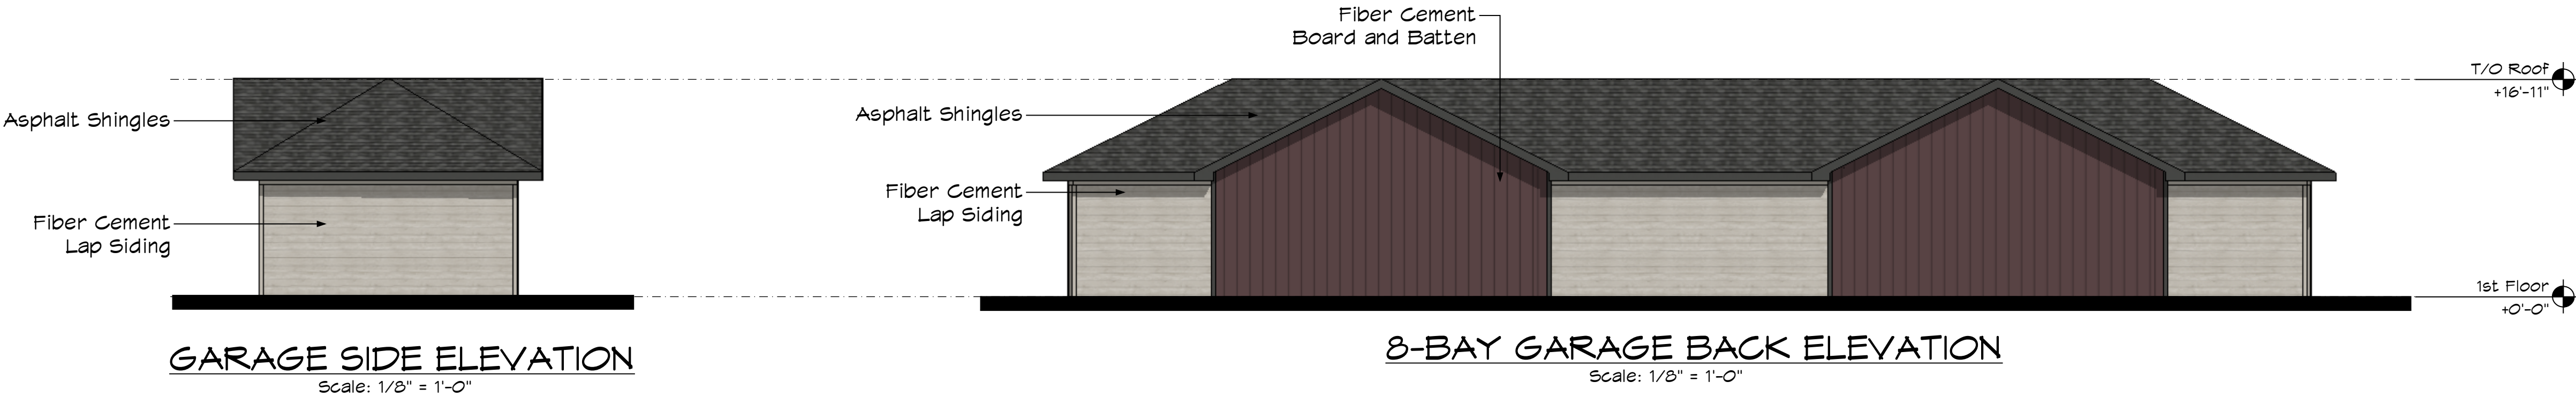 Asphalt Shingles
Fiber Cement
Lap Siding
GARAGE SIDE ELEVATION
Scale: 1/8" = 1'-0"
Fiber Cement
Board and Batten
Asphalt Shingles
Fiber Cement
Lap Siding
8-BAY GARAGE BACK ELEVATION
Scale: 1/8" = 1'-0"
T/O Roof
+16'-11"
1st Floor
+0'-0"